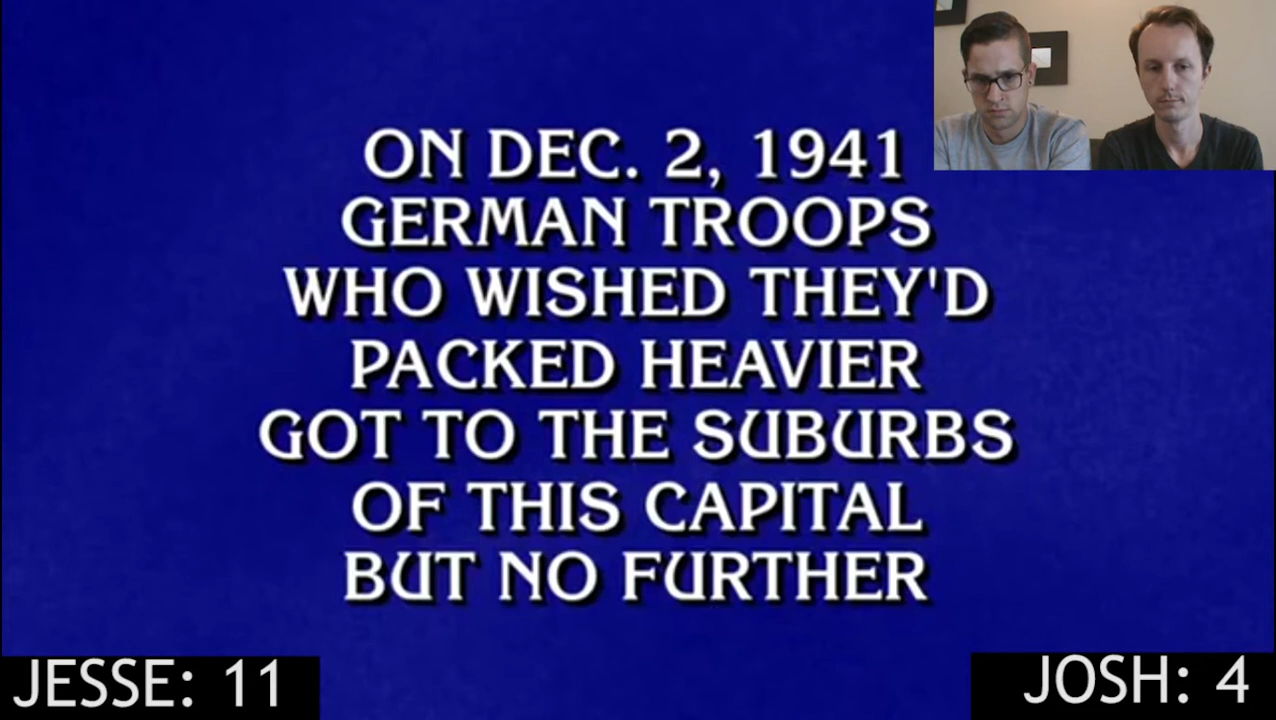 ON DEC. 2, 1941
GERMAN TROOPS
WHO WISHED THEY'D
PACKED HEAVIER
GOT TO THE SUBURBS
OF THIS CAPITAL
BUT NO FURTHER
JESSE: 11
JOSH: 4